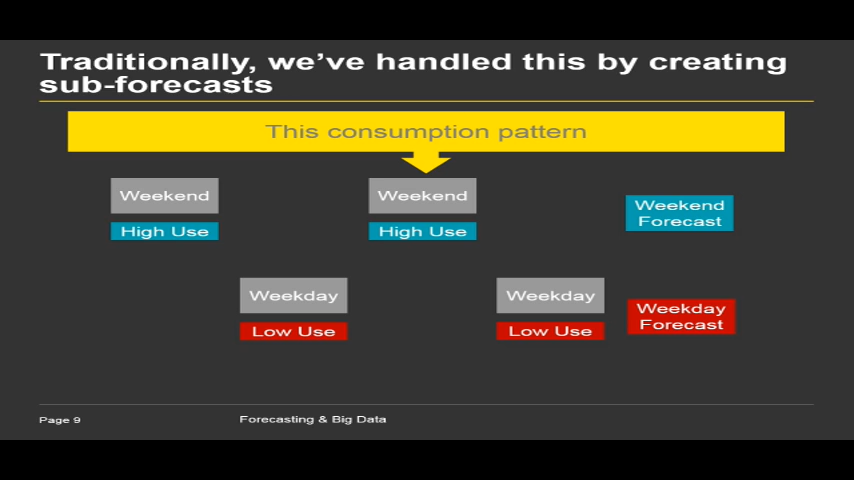 Traditionally, we've handled this by creating
sub-forecasts
This consumption pattern
Weekend
Weekend
Weekend
Forecast
High Use
High Use
Weekday
Weekday
Weekday
Forecast
Low Use
Low Use
Page 9
Forecasting & Big Data